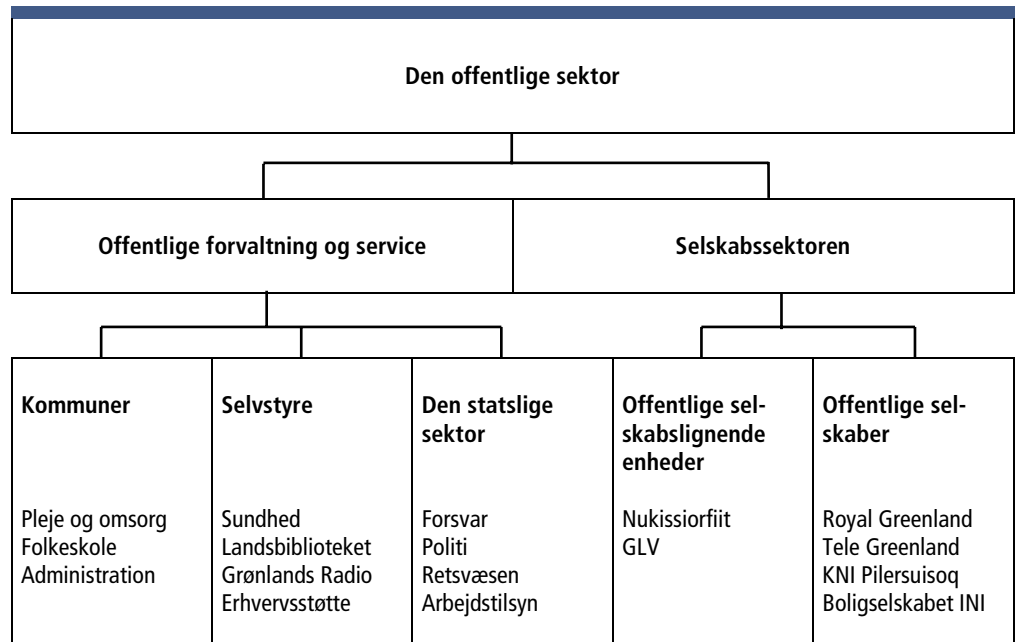 Den offentlige sektor
Offentlige forvaltning og service
Selskabssektoren
Kommuner
Pleje og omsorg
Folkeskole
Administration
Selvstyre
Sundhed
Landsbiblioteket
Grønlands Radio
Erhvervsstøtte
Den statslige
sektor
Forsvar
Politi
Retsvæsen
Arbejdstilsyn
Offentlige sel-
skabslignende
enheder
Nukissiorfiit
GLV
Offentlige sel-
skaber
Royal Greenland
Tele Greenland
KNI Pilersuisoq
Boligselskabet INI